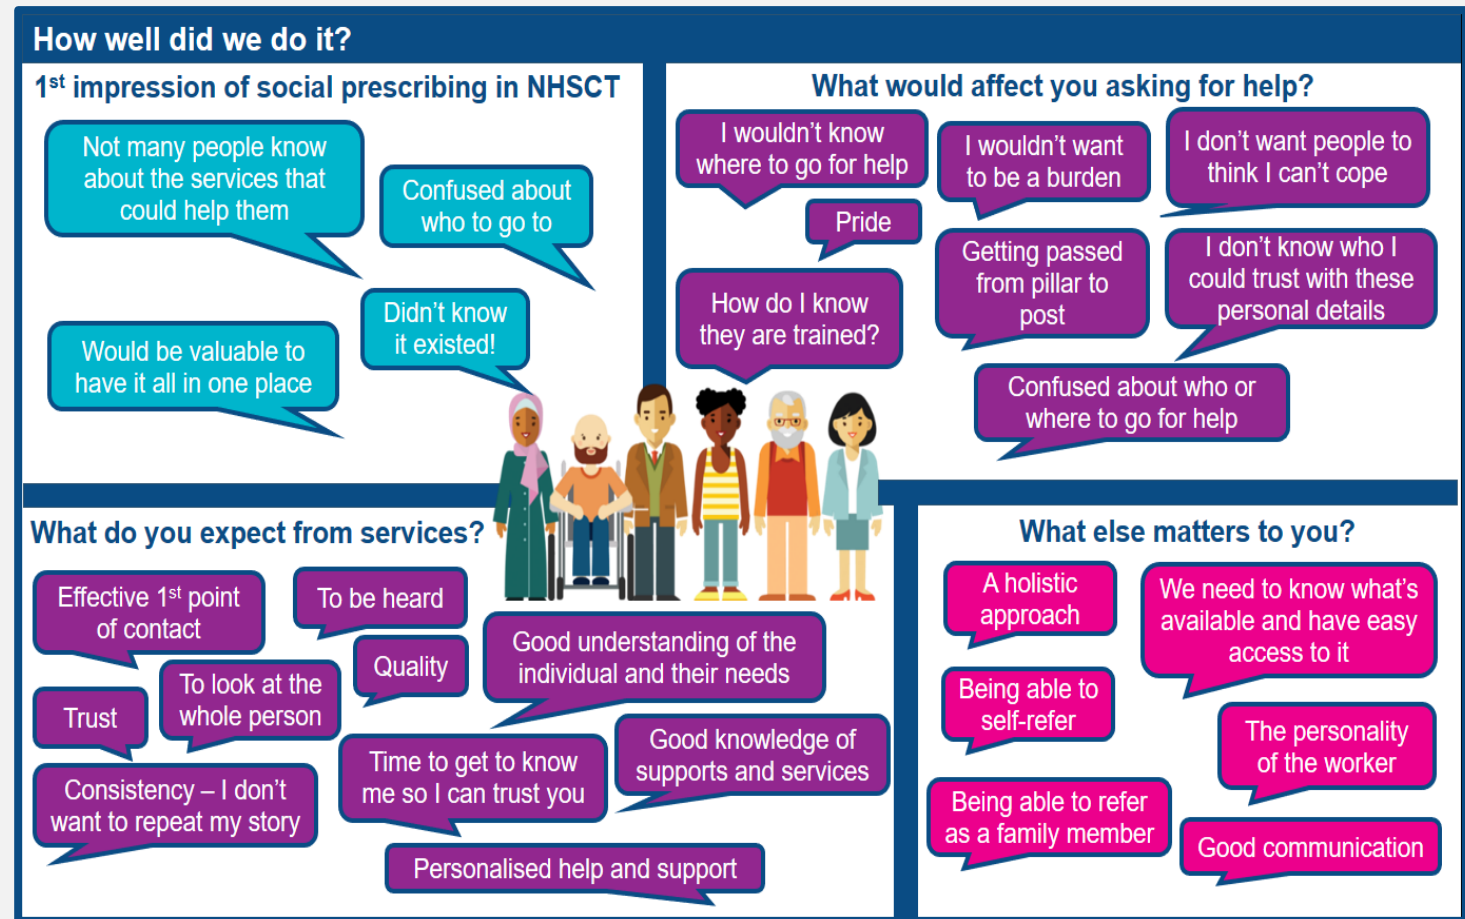 How well did we do it?
1st impression of social prescribing in NHSCT
Not many people know
about the services that
could help them
Confused about
who to go to
Didn’t know
it existed!
Would be valuable to
have it all in one place
What would affect you asking for help?
I wouldn’t know
where to go for help
I wouldn’t want
to be a burden
I don’t want people to
think I can’t cope
Pride
Getting passed
from pillar to
post
I don’t know who I
could trust with these
personal details
How do I know
they are trained?
Confused about who or
where to go for help
What do you expect from services?
Effective 1st point
of contact
To be heard
Good understanding of the
individual and their needs
Quality
To look at the
whole person
Trust
Good knowledge of
supports and services
Time to get to know
me so I can trust you
Consistency – I don’t
want to repeat my story
Personalised help and support
What else matters to you?
A holistic
approach
We need to know what’s
available and have easy
access to it
Being able to
self-refer
The personality
of the worker
Being able to refer
as a family member
Good communication